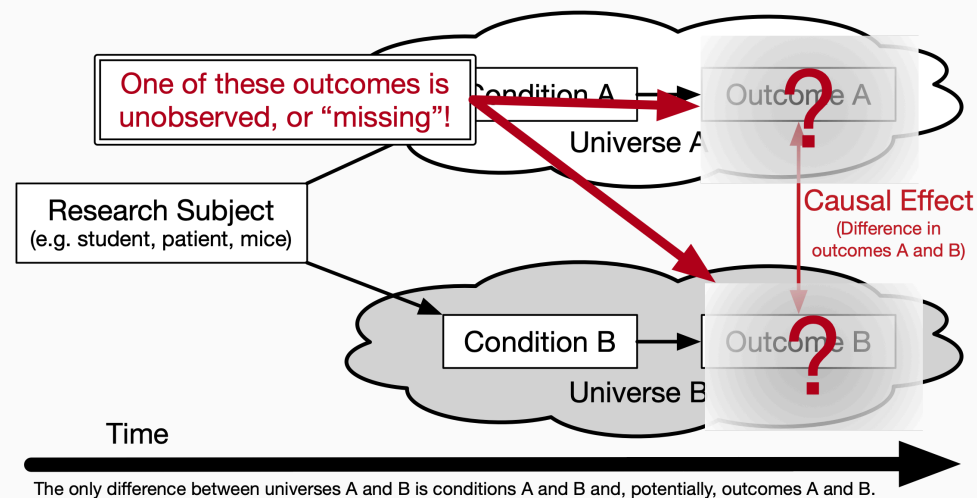 One of these outcomes is
unobserved, or “missing”!
Condition A
Outcome A
?
Universe A
Research Subject
(e.g. student, patient, mice)
Causal Effect
(Difference in
outcomes A and B)
Condition B
Outcome B
?
Universe B
Time
The only difference between universes A and B is conditions A and B and, potentially, outcomes A and B.